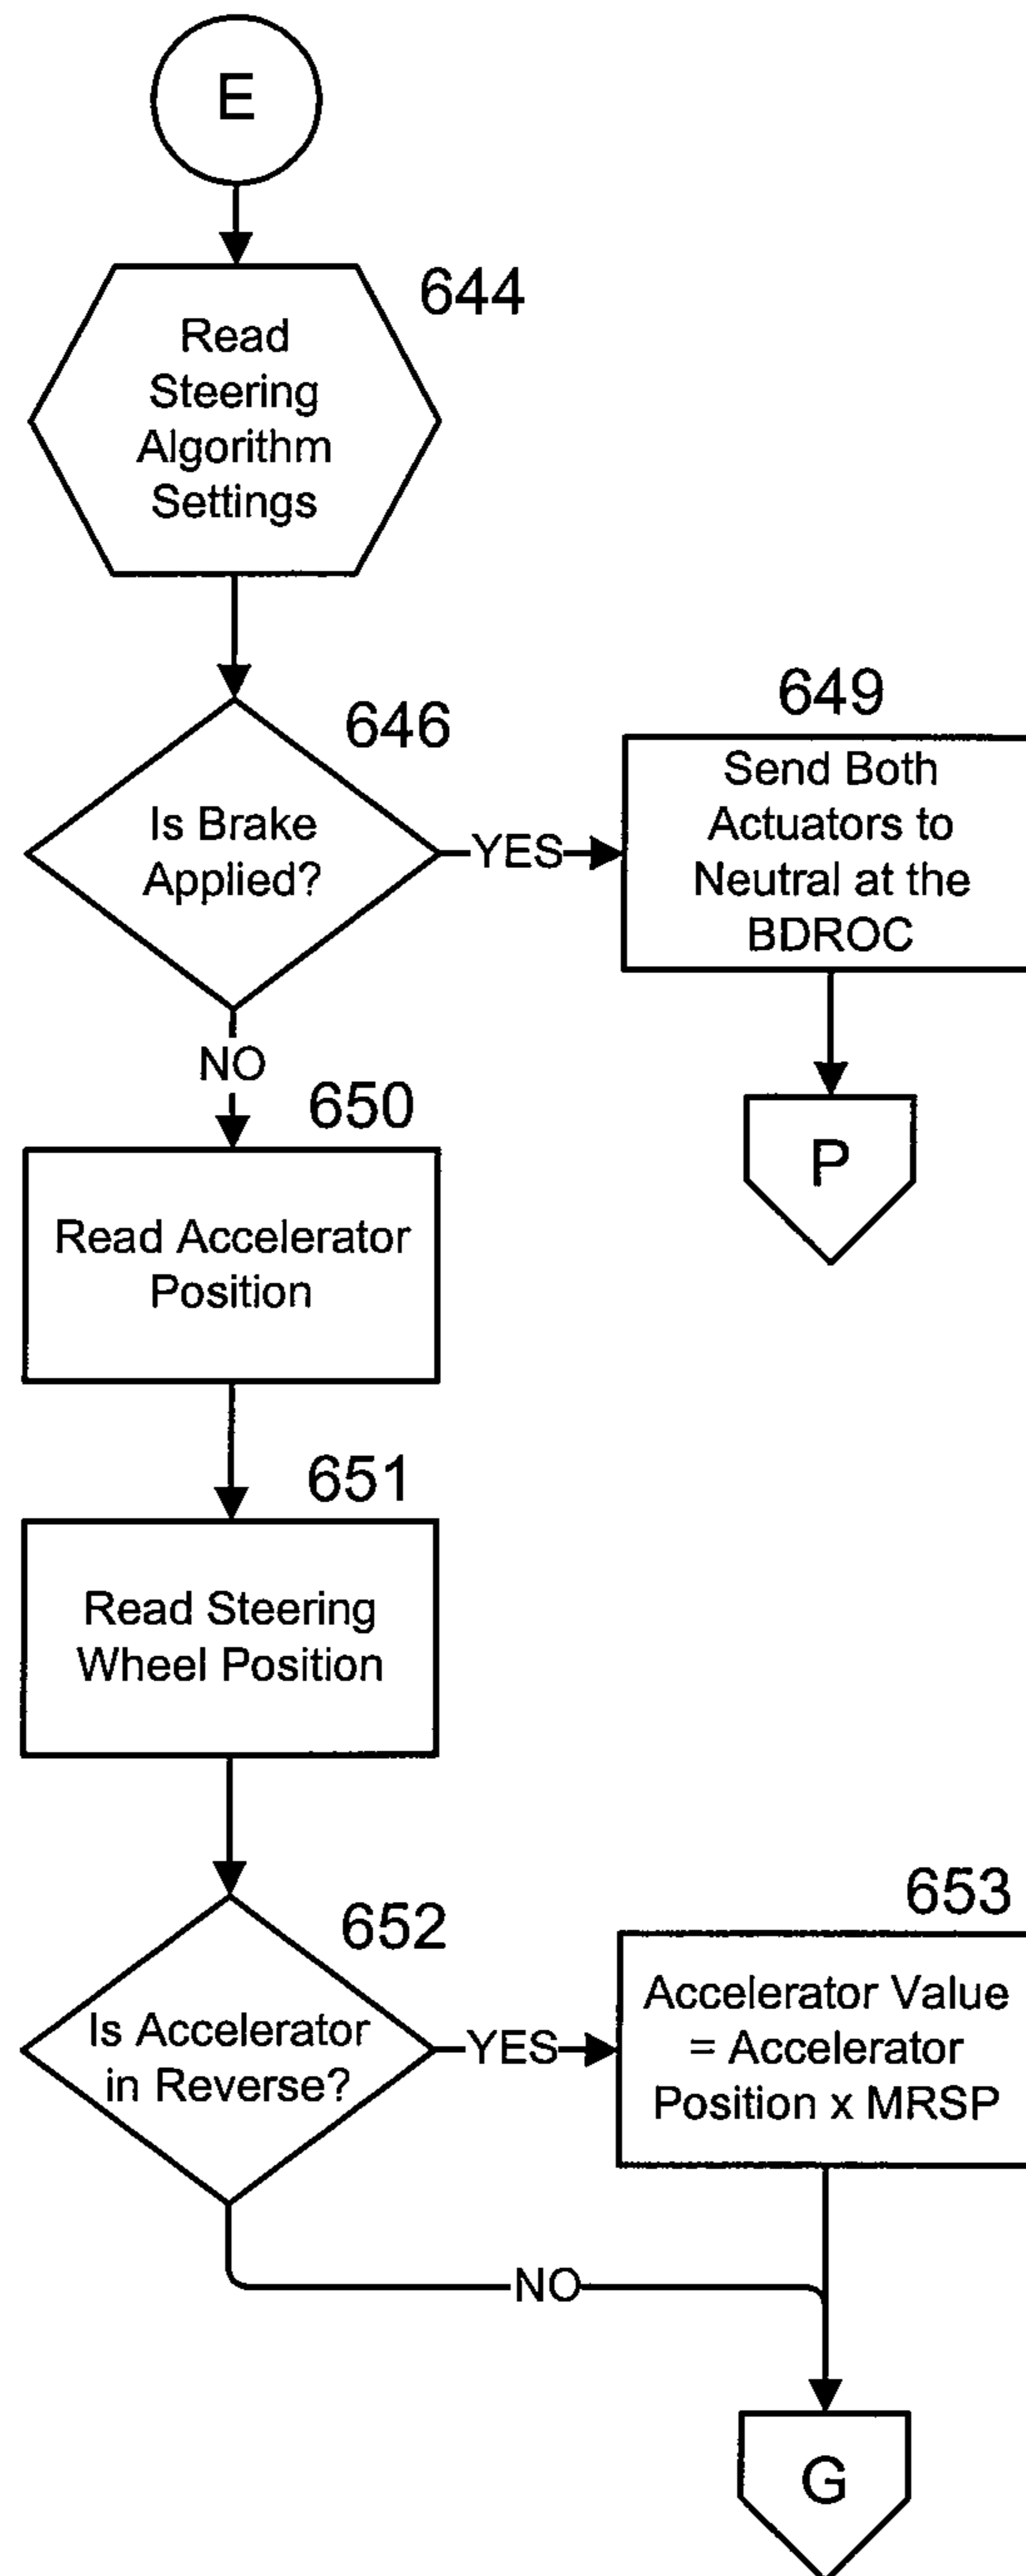 E
644
Read
Steering
Algorithm
Settings
646
Is Brake
Applied?
YES
649
Send Both
Actuators to
Neutral at the
BDROC
P
NO
650
Read Accelerator
Position
651
Read Steering
Wheel Position
652
Is Accelerator
in Reverse?
YES
653
Accelerator Value
= Accelerator
Position x MRSP
NO
G